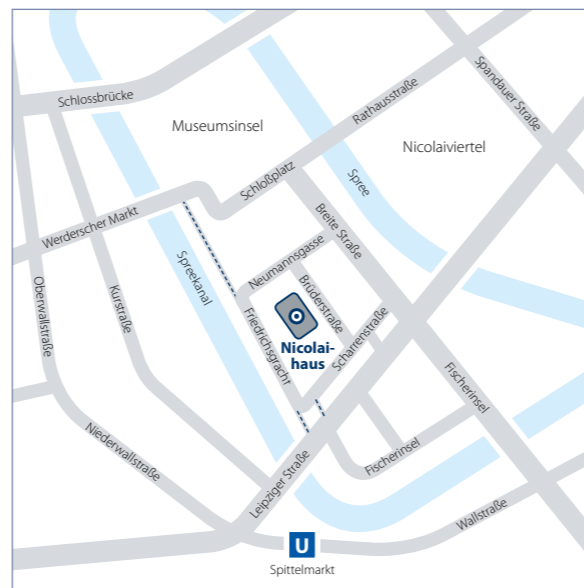 Schlossbrücke
Museumsinsel
Rathausstraße
Spandauer Straße
Nicolaiviertel
Schloßplatz
Spree
Werderscher Markt
Breite Straße
Spreekanal
Neumannsgasse
Oberwallstraße
Kurstraße
Brüderstraße
Friedrichsgracht
Scharrenstraße
Nicolai-
haus
Fischerinsel
Niederwallstraße
Fischerinsel
Leipziger Straße
Wallstraße
U
Spittelmarkt